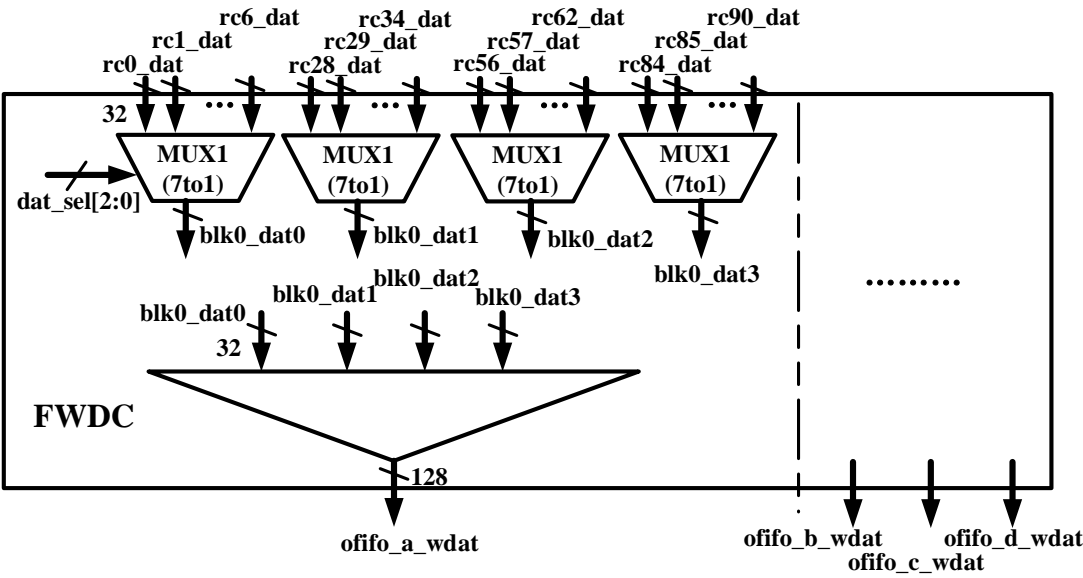 rc6_dat
rc34_dat
rc62_dat
rc90_dat
rc1_dat
rc29_dat
rc57_dat
rc85_dat
rc0_dat
rc28_dat
rc56_dat
rc84_dat
32
...
...
...
...
MUX1
(7to1)
MUX1
(7to1)
MUX1
(7to1)
MUX1
(7to1)
dat_sel[2:0]
blk0_dat0
blk0_dat1
blk0_dat2
blk0_dat3
.........
blk0_dat0
blk0_dat1
blk0_dat2
blk0_dat3
32
FWDC
128
ofifo_a_wdat
ofifo_b_wdat
ofifo_c_wdat
ofifo_d_wdat